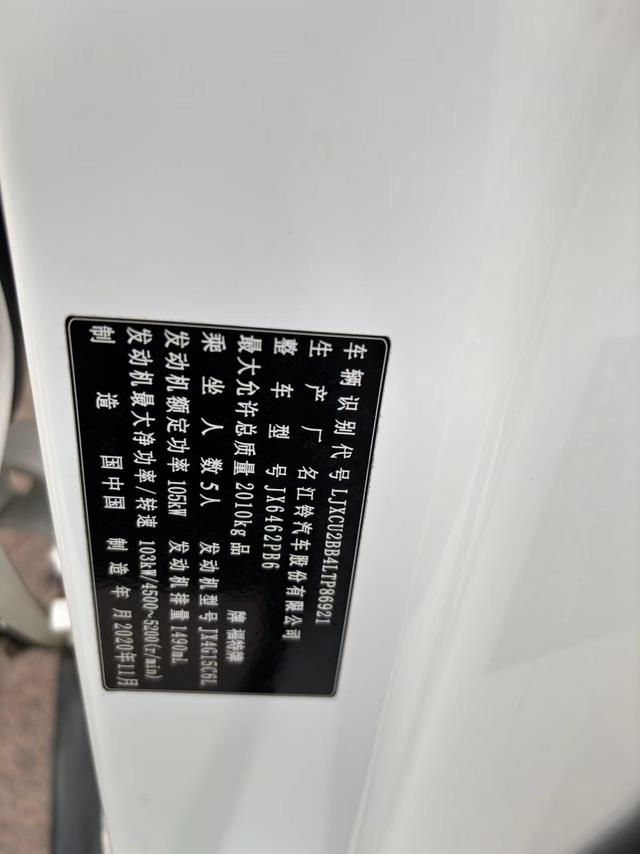 车辆识别代号 LJXCU2BB4LTP86921
生产厂名 江铃汽车股份有限公司
整车型号 JX6462PB6
最大允许总质量 2010kg 品牌 福特牌
乘坐人数 5人 发动机型号 JX4G15C6L
发动机额定功率 105kW 发动机排量 1490mL
发动机最大净功率/转速 103kW/4500~5200(r/min)
制造国 中国 制造年月 2020年11月